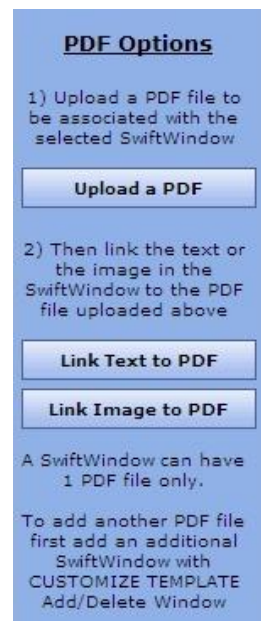 PDF Options
1) Upload a PDF file to
be associated with the
selected SwiftWindow
Upload a PDF
2) Then link the text or
the image in the
SwiftWindow to the PDF
file uploaded above
Link Text to PDF
Link Image to PDF
A SwiftWindow can have
1 PDF file only.
To add another PDF file
first add an additional
SwiftWindow with
CUSTOMIZE TEMPLATE
Add/Delete Window